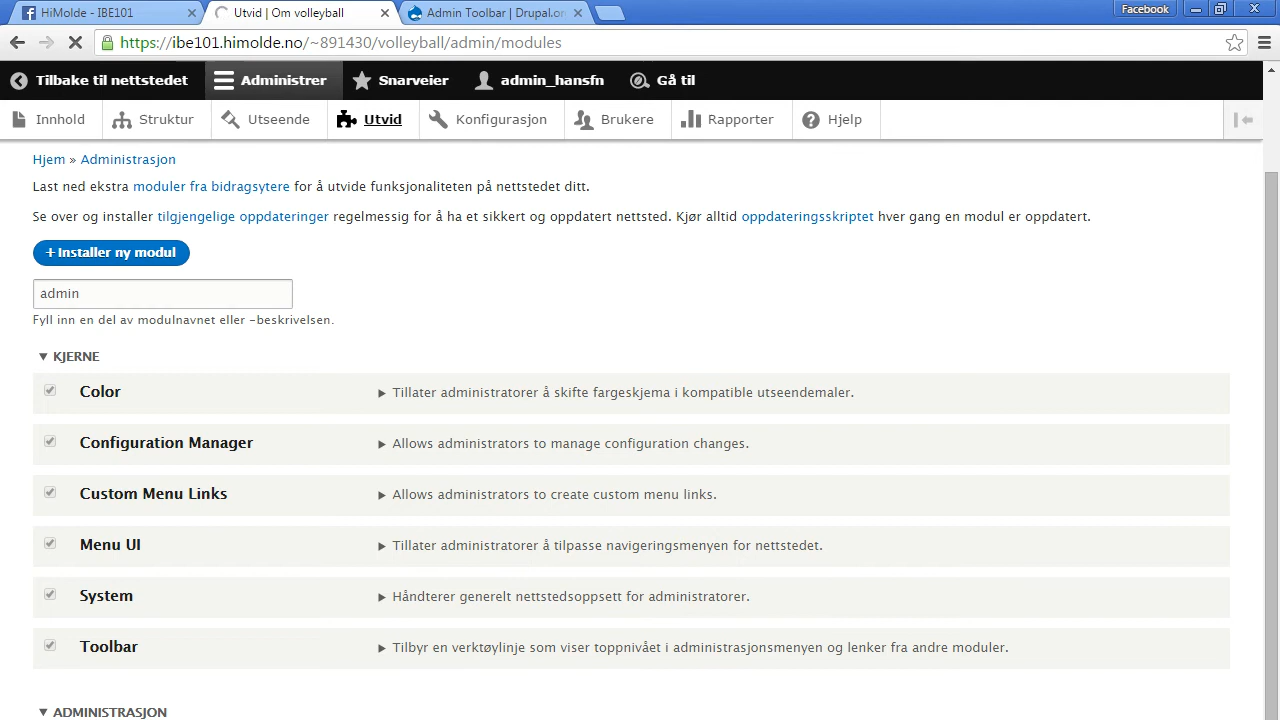 HiMolde - IBE101
Utvid | Om volleyball
Admin Toolbar | Drupal.or
Facebook
https://ibe101.himolde.no/~891430/volleyball/admin/modules
Tilbake til nettstedet
Administrer
Snarveier
admin_hansfn
Gå til
Innhold
Struktur
Utseende
Utvid
Konfigurasjon
Brukere
Rapporter
Hjelp
Hjem » Administrasjon
Last ned ekstra moduler fra bidragsytere for å utvide funksjonaliteten på nettstedet ditt.
Se over og installer tilgjengelige oppdateringer regelmessig for å ha et sikkert og oppdatert nettsted. Kjør alltid oppdateringsskriptet hver gang en modul er oppdatert.
+ Installer ny modul
admin
Fyll inn en del av modulnavnet eller -beskrivelsen.
▼ KJERNE
Color ▶ Tillater administratorer å skifte fargeskjema i kompatible utseendemaler.
Configuration Manager ▶ Allows administrators to manage configuration changes.
Custom Menu Links ▶ Allows administrators to create custom menu links.
Menu UI ▶ Tillater administratorer å tilpasse navigeringsmenyen for nettstedet.
System ▶ Håndterer generelt nettstedsoppsett for administratorer.
Toolbar ▶ Tilbyr en verktøylinje som viser toppnivået i administrasjonsmenyen og lenker fra andre moduler.
▼ ADMINISTRASJON